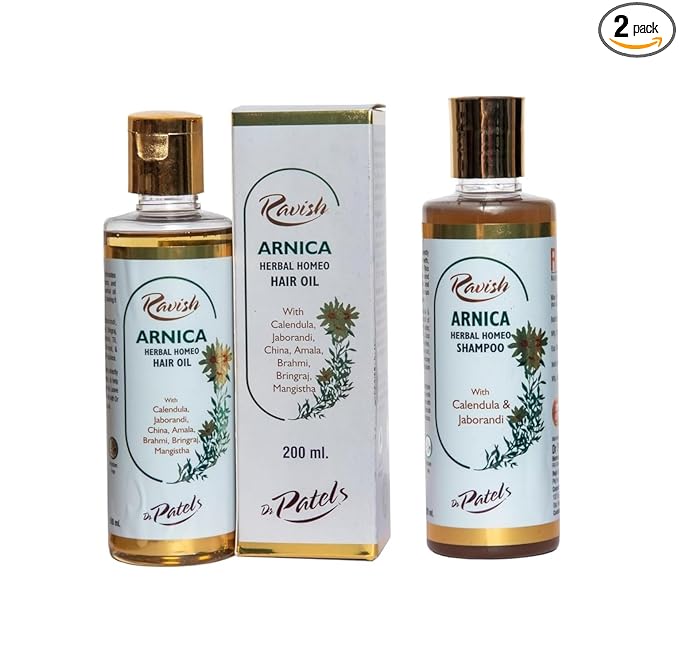 2 pack
Ravish
ARNICA
HERBAL HOMEO
HAIR OIL
With
Calendula,
Jaborandi,
China, Amala,
Brahmi, Bringraj,
Mangistha
Dr Patels
Ravish
ARNICA
HERBAL HOMEO
HAIR OIL
With
Calendula,
Jaborandi,
China, Amala,
Brahmi,
Bringraj,
Mangistha
200 ml.
Dr Patels
Ravish
ARNICA
HERBAL HOMEO
SHAMPOO
With
Calendula &
Jaborandi
Dr Patels